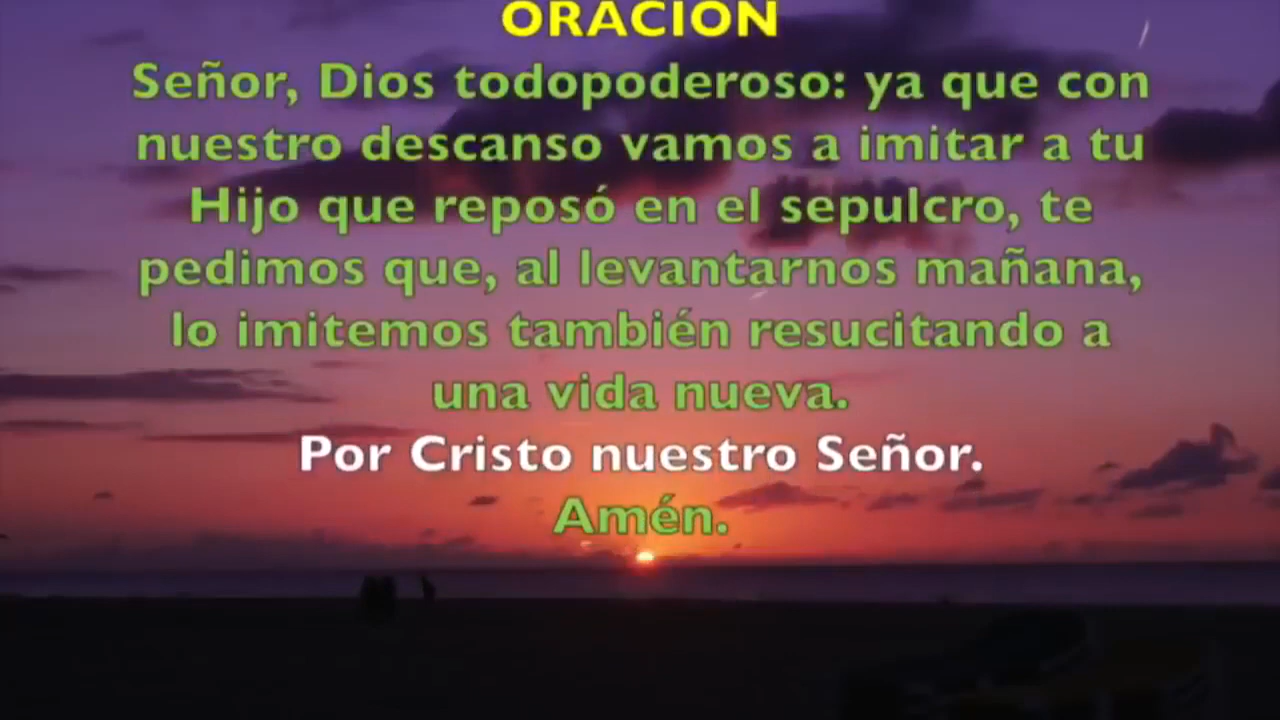 ORACIÓN
Señor, Dios todopoderoso: ya que con
nuestro descanso vamos a imitar a tu
Hijo que reposó en el sepulcro, te
pedimos que, al levantarnos mañana,
lo imitemos también resucitando a
una vida nueva.
Por Cristo nuestro Señor.
Amén.